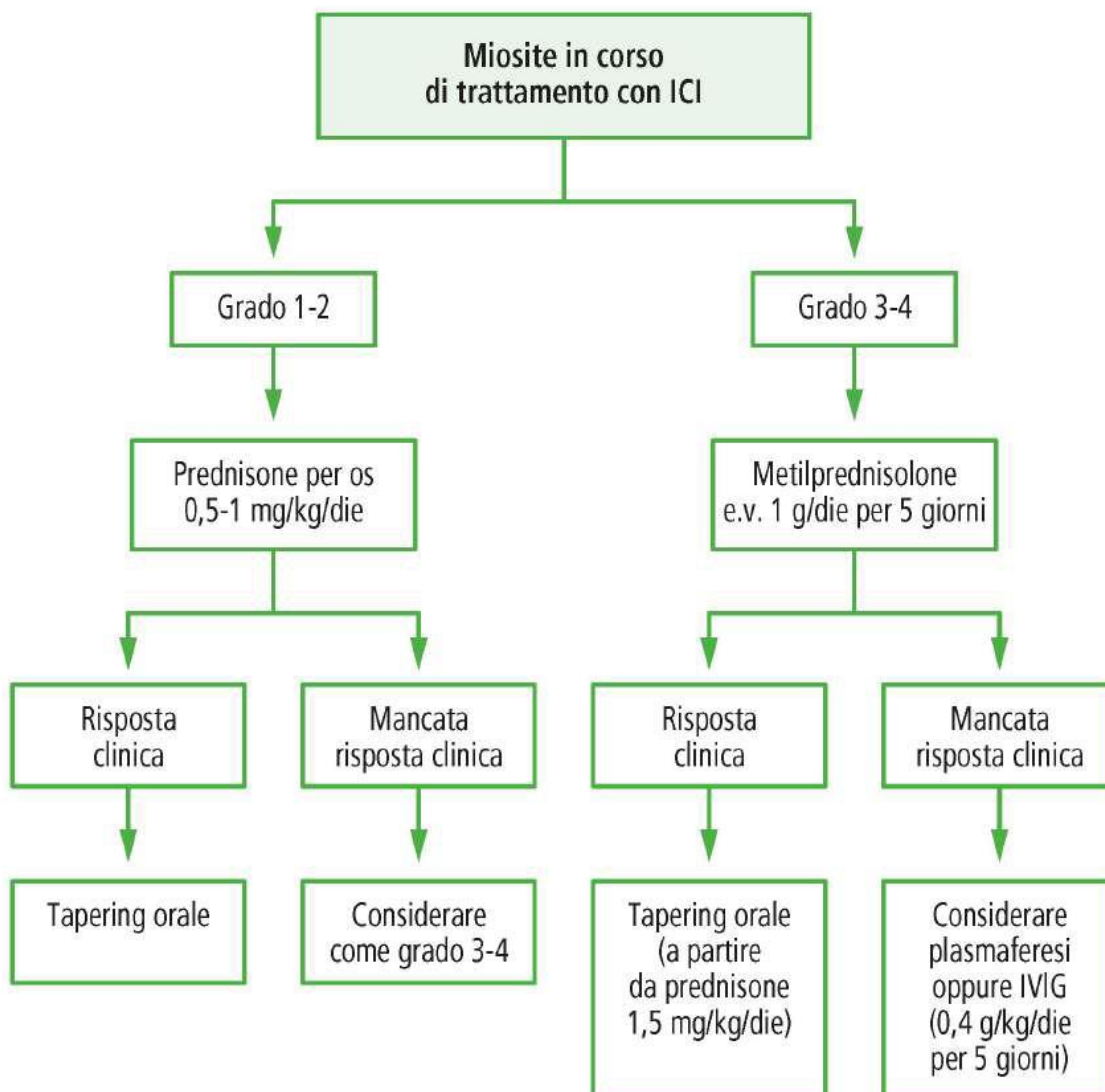 Miosite in corso
di trattamento con ICI
Grado 1-2
Grado 3-4
Prednisone per os
0,5-1 mg/kg/die
Metilprednisolone
e.v. 1 g/die per 5 giorni
Risposta
clinica
Mancata
risposta clinica
Risposta
clinica
Mancata
risposta clinica
Tapering orale
Considerare
come grado 3-4
Tapering orale
(a partire
da prednisone
1,5 mg/kg/die)
Considerare
plasmaferesi
oppure IVIG
(0,4 g/kg/die
per 5 giorni)